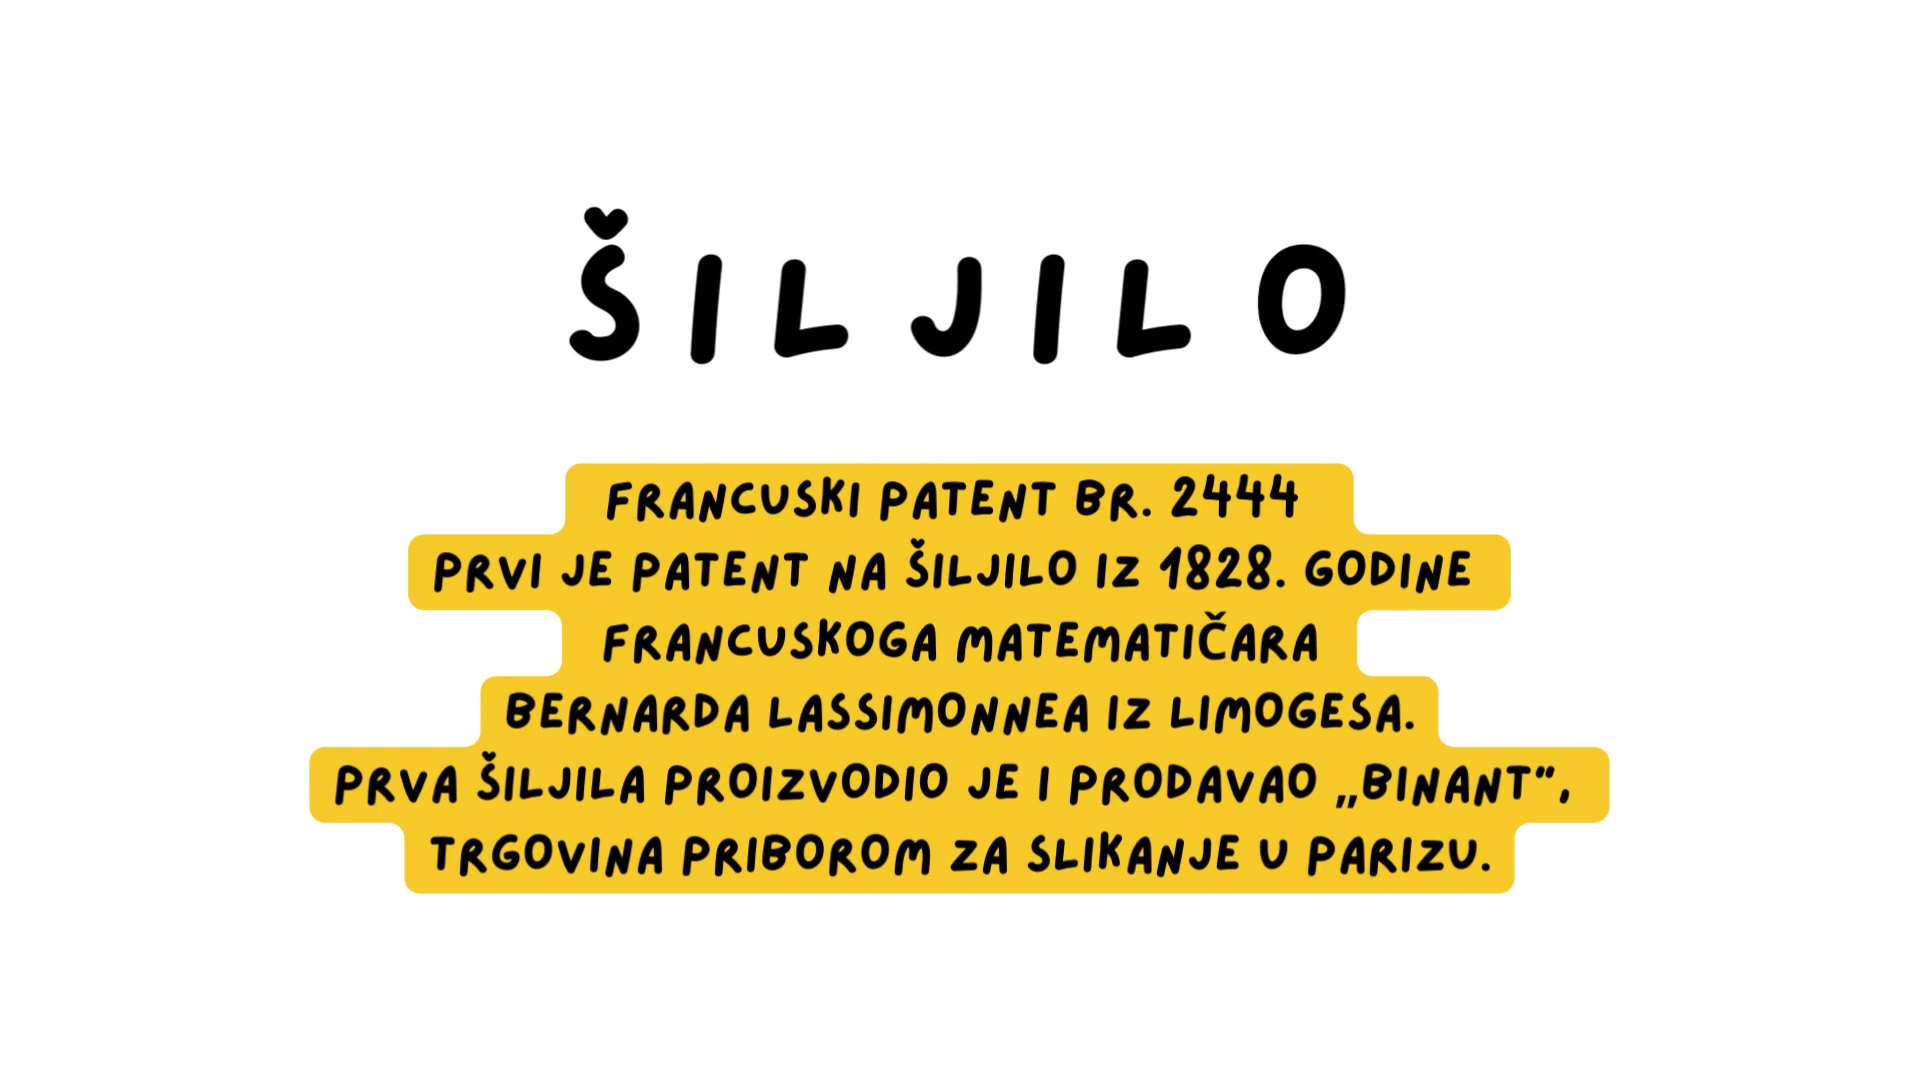 ŠILJILO
FRANCUSKI PATENT BR. 2444
PRVI JE PATENT NA ŠILJILO IZ 1828. GODINE
FRANCUSKOGA MATEMATIČARA
BERNARDA LASSIMONNEA IZ LIMOGESA.
PRVA ŠILJILA PROIZVODIO JE I PRODAVAO „BINANT”,
TRGOVINA PRIBOROM ZA SLIKANJE U PARIZU.